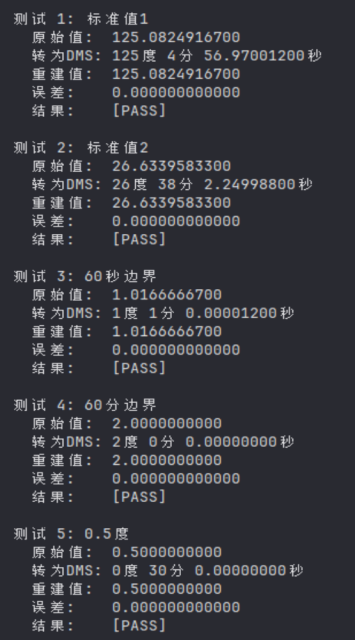 测试 1: 标准值1
原始值: 125.0824916700
转为DMS: 125度 4分 56.97001200秒
重建值: 125.0824916700
误差: 0.000000000000
结果: [PASS]
测试 2: 标准值2
原始值: 26.6339583300
转为DMS: 26度 38分 2.24998800秒
重建值: 26.6339583300
误差: 0.000000000000
结果: [PASS]
测试 3: 60秒边界
原始值: 1.0166666700
转为DMS: 1度 1分 0.00001200秒
重建值: 1.0166666700
误差: 0.000000000000
结果: [PASS]
测试 4: 60分边界
原始值: 2.0000000000
转为DMS: 2度 0分 0.00000000秒
重建值: 2.0000000000
误差: 0.000000000000
结果: [PASS]
测试 5: 0.5度
原始值: 0.5000000000
转为DMS: 0度 30分 0.00000000秒
重建值: 0.5000000000
误差: 0.000000000000
结果: [PASS]